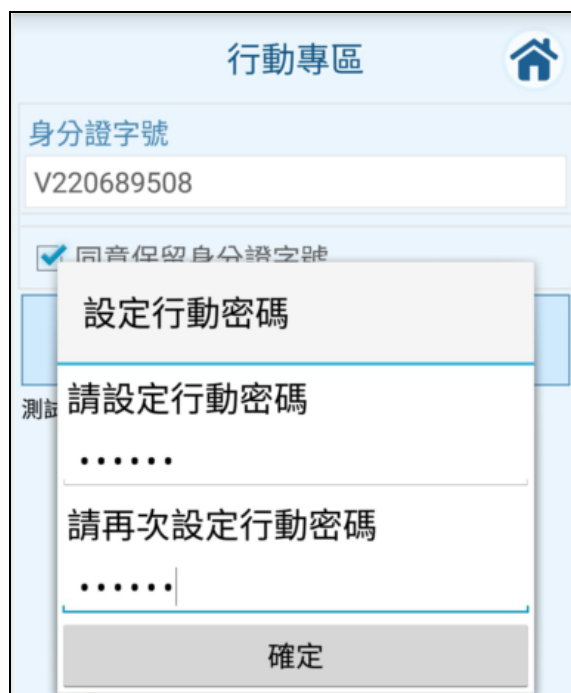 行動專區
身分證字號
V220689508
同意保留身分證字號
設定行動密碼
測試
請設定行動密碼
••••••
請再次設定行動密碼
••••••
確定